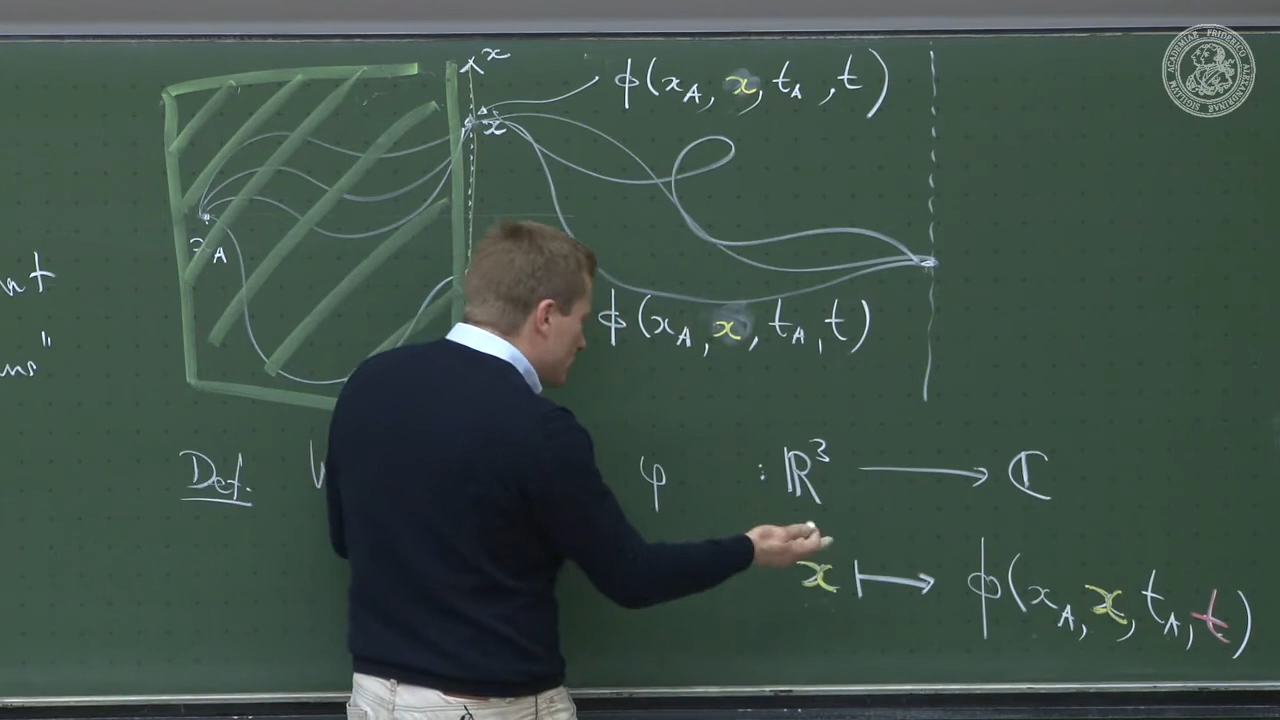 x
ϕ(x_A, x, t_A, t)
x
x_A
ϕ(x_A, x, t_A, t)
"
Def. φ : ℝ³ ⟶ ℂ
x ⟼ ϕ(x_A, x, t_A, t)